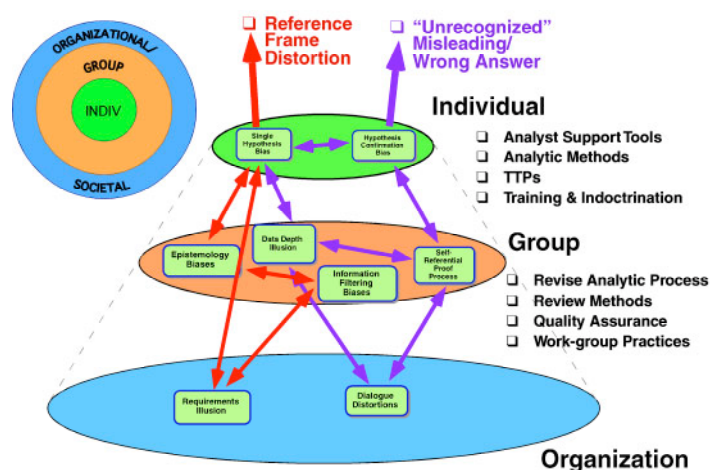 ORGANIZATIONAL/
GROUP
INDIV
SOCIETAL
❑ Reference
Frame
Distortion
❑ “Unrecognized”
Misleading/
Wrong Answer
Individual
❑ Analyst Support Tools
❑ Analytic Methods
❑ TTPs
❑ Training & Indoctrination
Single
Hypothesis
Bias
Hypothesis
Confirmation
Bias
Group
❑ Revise Analytic Process
❑ Review Methods
❑ Quality Assurance
❑ Work-group Practices
Epistemology
Biases
Data Depth
Illusion
Information
Filtering
Biases
Self-
Referential
Proof
Process
Requirements
Illusion
Dialogue
Distortions
Organization